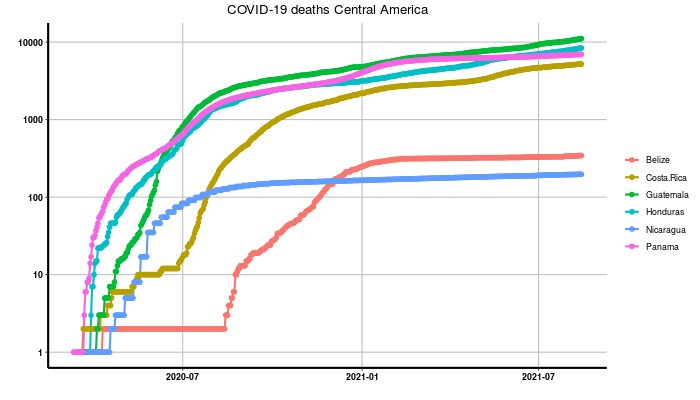 COVID-19 deaths Central America
10000
1000
100
10
1
2020-07
2021-01
2021-07
Belize
Costa.Rica
Guatemala
Honduras
Nicaragua
Panama